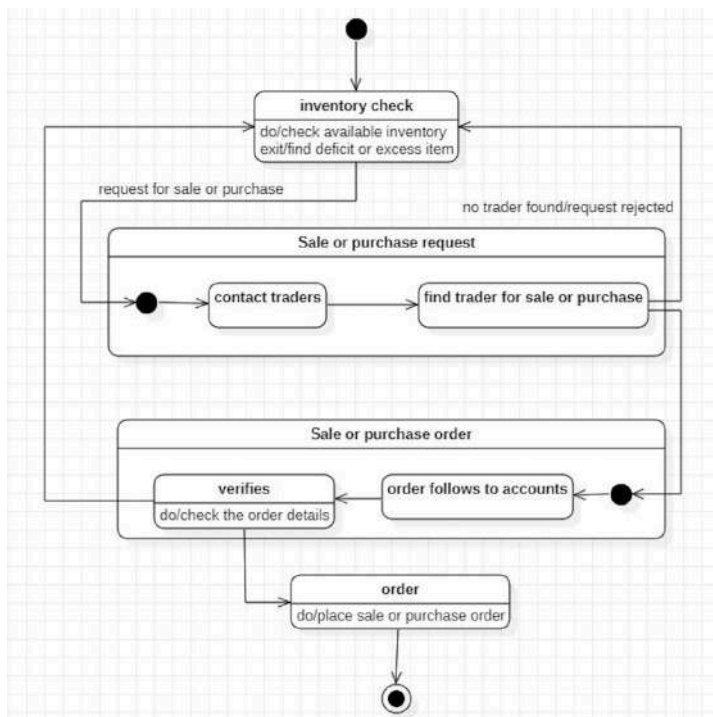 inventory check
do/check available inventory
exit/find deficit or excess item
request for sale or purchase
no trader found/request rejected
Sale or purchase request
contact traders
find trader for sale or purchase
Sale or purchase order
verifies
do/check the order details
order follows to accounts
order
do/place sale or purchase order